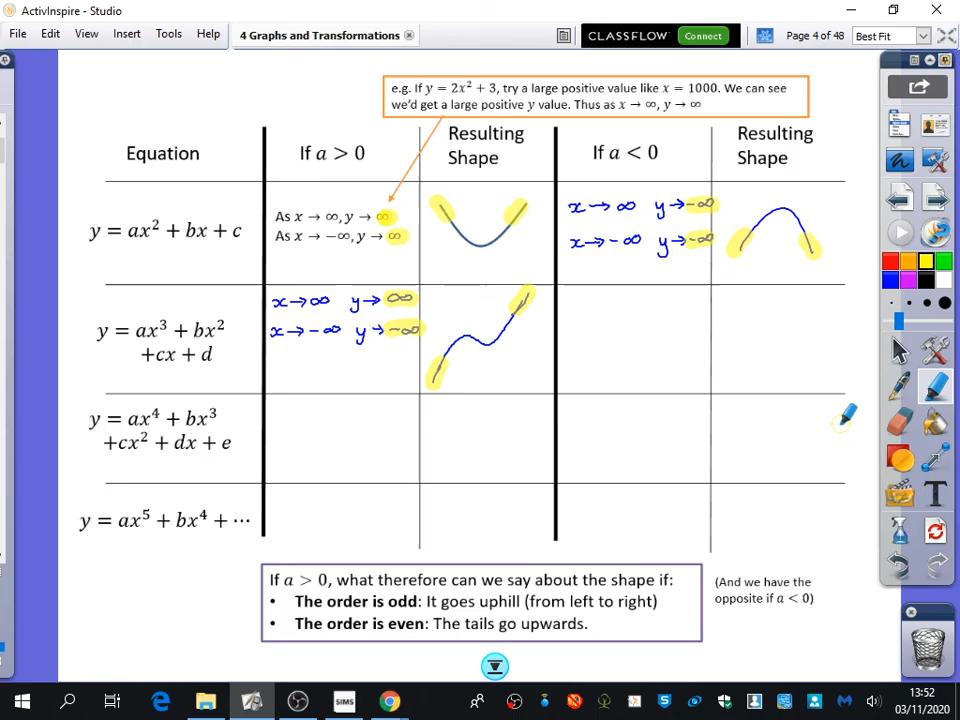 ActivInspire - Studio
File Edit View Insert Tools Help
4 Graphs and Transformations
CLASSFLOW Connect
Page 4 of 48
Best Fit
e.g. If y = 2x² + 3, try a large positive value like x = 1000. We can see
we'd get a large positive y value. Thus as x → ∞, y → ∞
Equation
If a > 0
Resulting
Shape
If a < 0
Resulting
Shape
y = ax² + bx + c
As x → ∞, y → ∞
As x → −∞, y → ∞
x → ∞ y → −∞
x → −∞ y → −∞
y = ax³ + bx²
+cx + d
x → ∞ y → ∞
x → −∞ y → −∞
y = ax⁴ + bx³
+cx² + dx + e
y = ax⁵ + bx⁴ + ⋯
If a > 0, what therefore can we say about the shape if:
• The order is odd: It goes uphill (from left to right)
• The order is even: The tails go upwards.
(And we have the
opposite if a < 0)
SIMS
13:52
03/11/2020